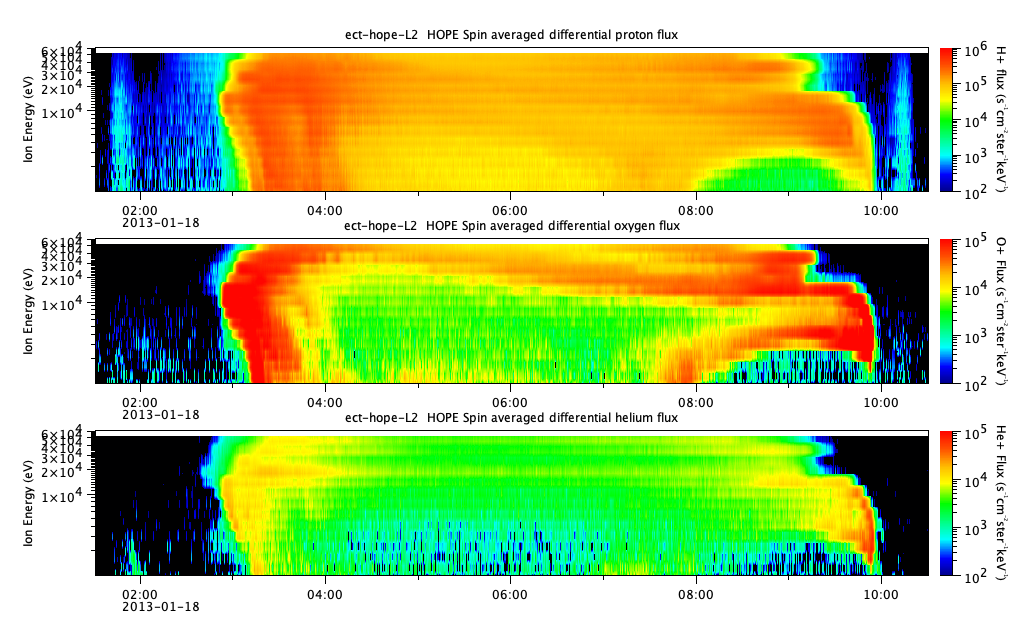 ect-hope-L2 HOPE Spin averaged differential proton flux
6×10⁴
4×10⁴
3×10⁴
2×10⁴
1×10⁴
Ion Energy (eV)
10⁶
10⁵
10⁴
10³
10²
H+ flux (s⁻¹cm⁻²ster⁻¹keV⁻¹)
02:00 04:00 06:00 08:00 10:00
2013-01-18
ect-hope-L2 HOPE Spin averaged differential oxygen flux
6×10⁴
4×10⁴
3×10⁴
2×10⁴
1×10⁴
Ion Energy (eV)
10⁵
10⁴
10³
10²
O+ Flux (s⁻¹cm⁻²ster⁻¹keV⁻¹)
02:00 04:00 06:00 08:00 10:00
2013-01-18
ect-hope-L2 HOPE Spin averaged differential helium flux
6×10⁴
4×10⁴
3×10⁴
2×10⁴
1×10⁴
Ion Energy (eV)
10⁵
10⁴
10³
10²
He+ Flux (s⁻¹cm⁻²ster⁻¹keV⁻¹)
02:00 04:00 06:00 08:00 10:00
2013-01-18